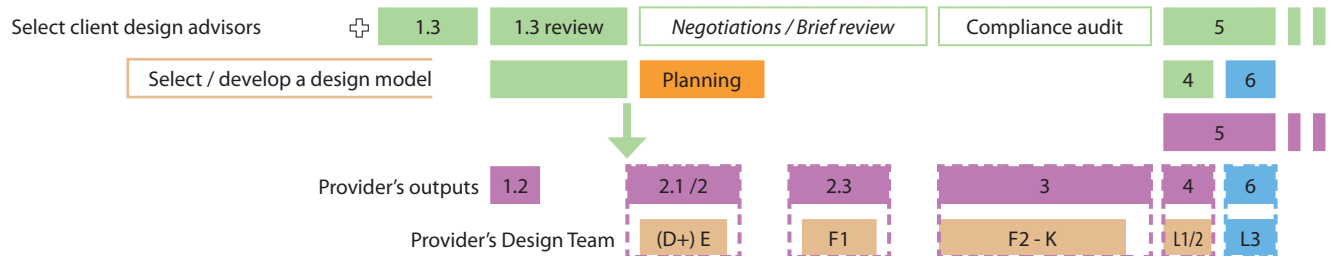 Select client design advisors 1.3 1.3 review Negotiations / Brief review Compliance audit 5
Select / develop a design model Planning 4 6
5
Provider's outputs 1.2 2.1 /2 2.3 3 4 6
Provider's Design Team (D+) E F1 F2 - K L1/2 L3